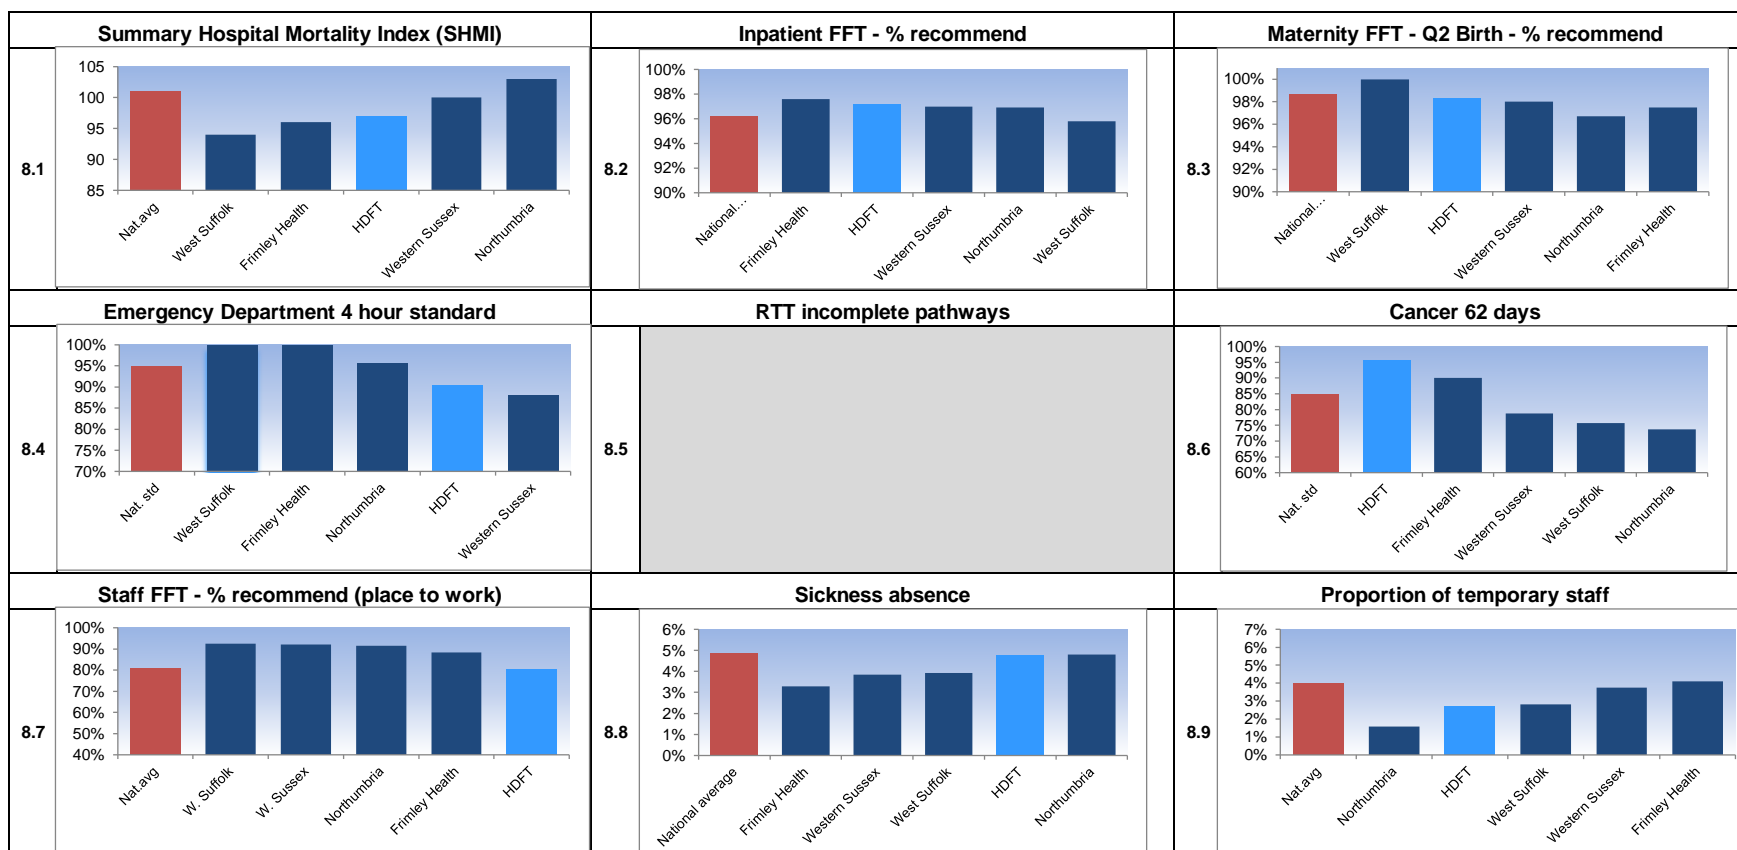 Summary Hospital Mortality Index (SHMI)
8.1
105
100
95
90
85
Nat.avg
West Suffolk
Frimley Health
HDFT
Western Sussex
Northumbria
Inpatient FFT - % recommend
8.2
100%
98%
96%
94%
92%
90%
National...
Frimley Health
HDFT
Western Sussex
Northumbria
West Suffolk
Maternity FFT - Q2 Birth - % recommend
8.3
100%
98%
96%
94%
92%
90%
National...
West Suffolk
HDFT
Western Sussex
Northumbria
Frimley Health
Emergency Department 4 hour standard
8.4
100%
95%
90%
85%
80%
75%
70%
Nat. std
West Suffolk
Frimley Health
Northumbria
HDFT
Western Sussex
RTT incomplete pathways
8.5
Cancer 62 days
8.6
100%
95%
90%
85%
80%
75%
70%
65%
60%
Nat. std
HDFT
Frimley Health
Western Sussex
West Suffolk
Northumbria
Staff FFT - % recommend (place to work)
8.7
100%
90%
80%
70%
60%
50%
40%
Nat.avg
W. Suffolk
W. Sussex
Northumbria
Frimley Health
HDFT
Sickness absence
8.8
6%
5%
4%
3%
2%
1%
0%
National average
Frimley Health
Western Sussex
West Suffolk
HDFT
Northumbria
Proportion of temporary staff
8.9
7%
6%
5%
4%
3%
2%
1%
0%
Nat.avg
Northumbria
HDFT
West Suffolk
Western Sussex
Frimley Health